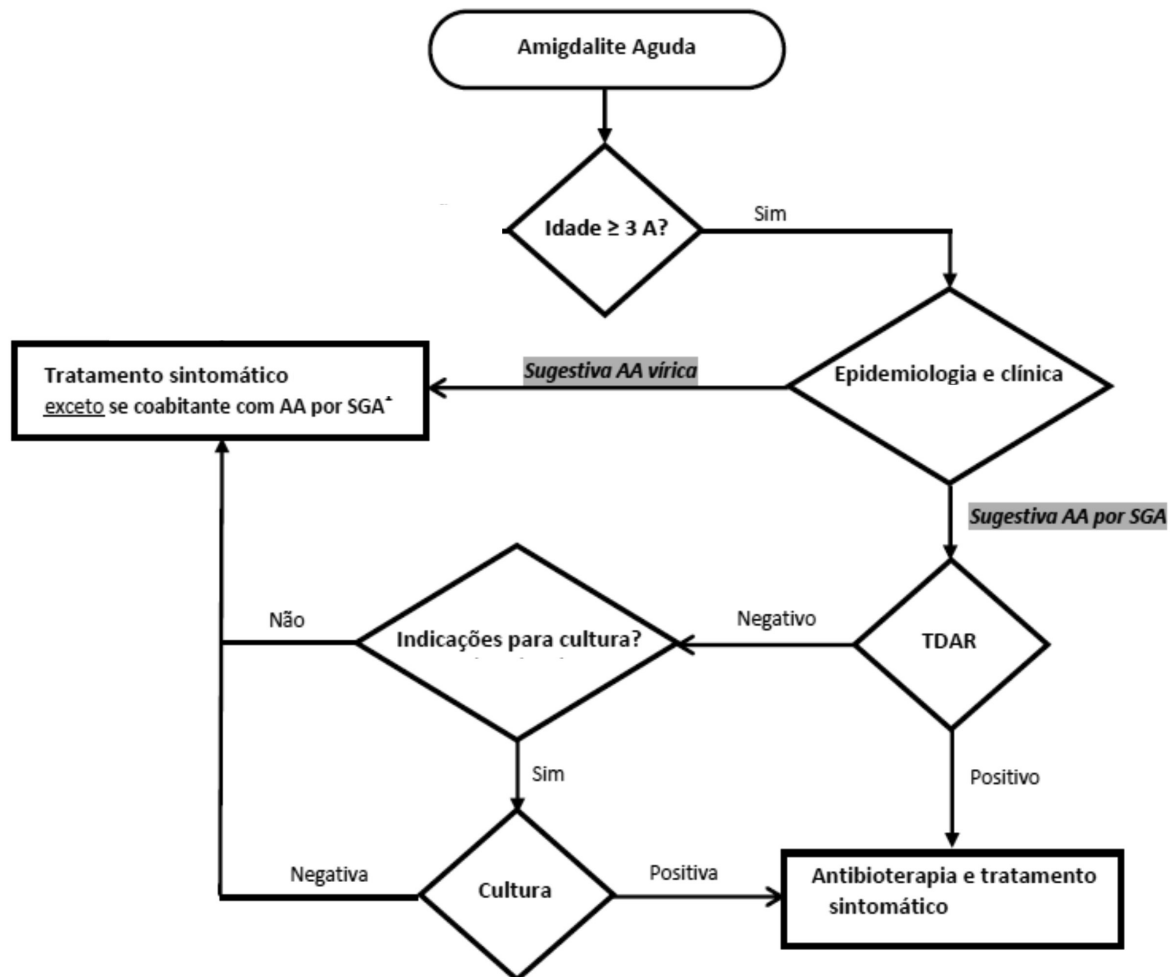 Amigdalite Aguda
Idade ≥ 3 A?
Sim
Epidemiologia e clínica
Sugestiva AA vírica
Tratamento sintomático
exceto se coabitante com AA por SGA
Sugestiva AA por SGA
TDAR
Negativo
Indicações para cultura?
Não
Sim
Positivo
Cultura
Negativa
Positiva
Antibioterapia e tratamento
sintomático